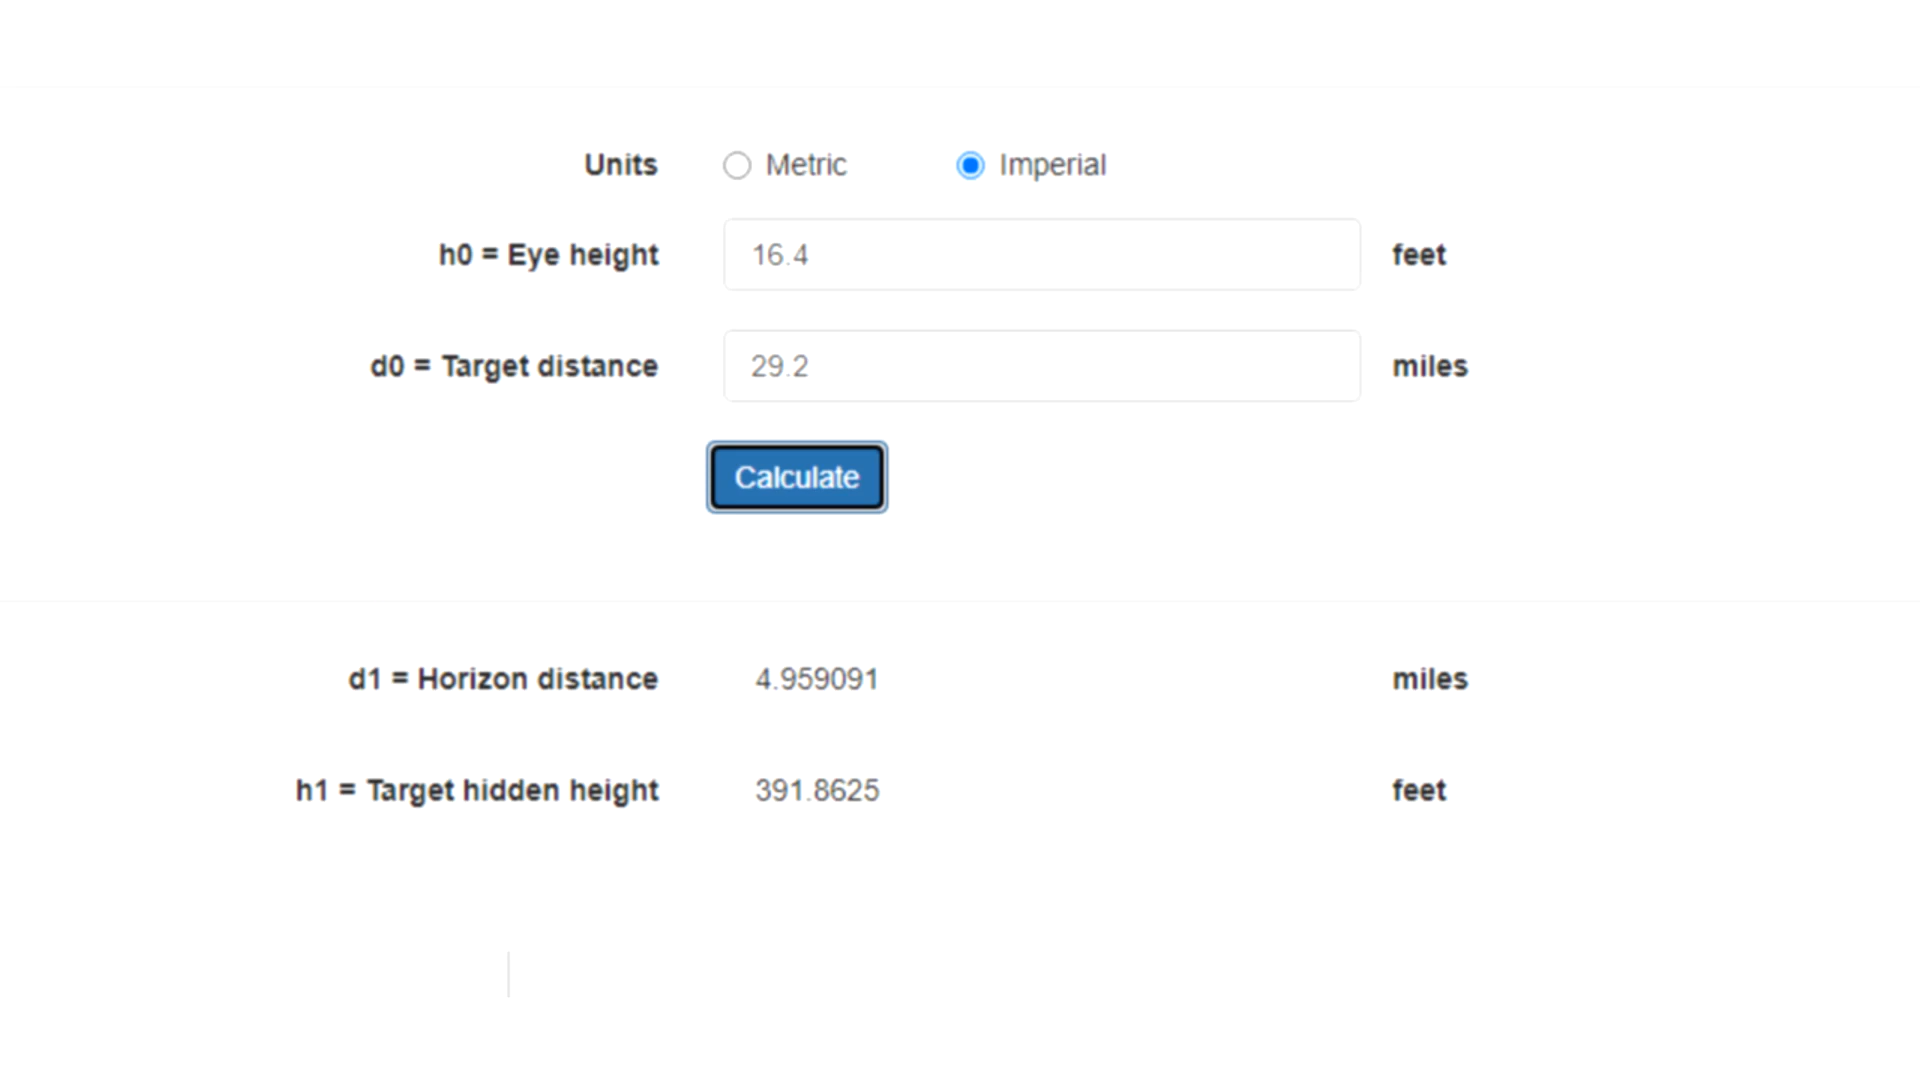 Units Metric Imperial
h0 = Eye height 16.4 feet
d0 = Target distance 29.2 miles
Calculate
d1 = Horizon distance 4.959091 miles
h1 = Target hidden height 391.8625 feet